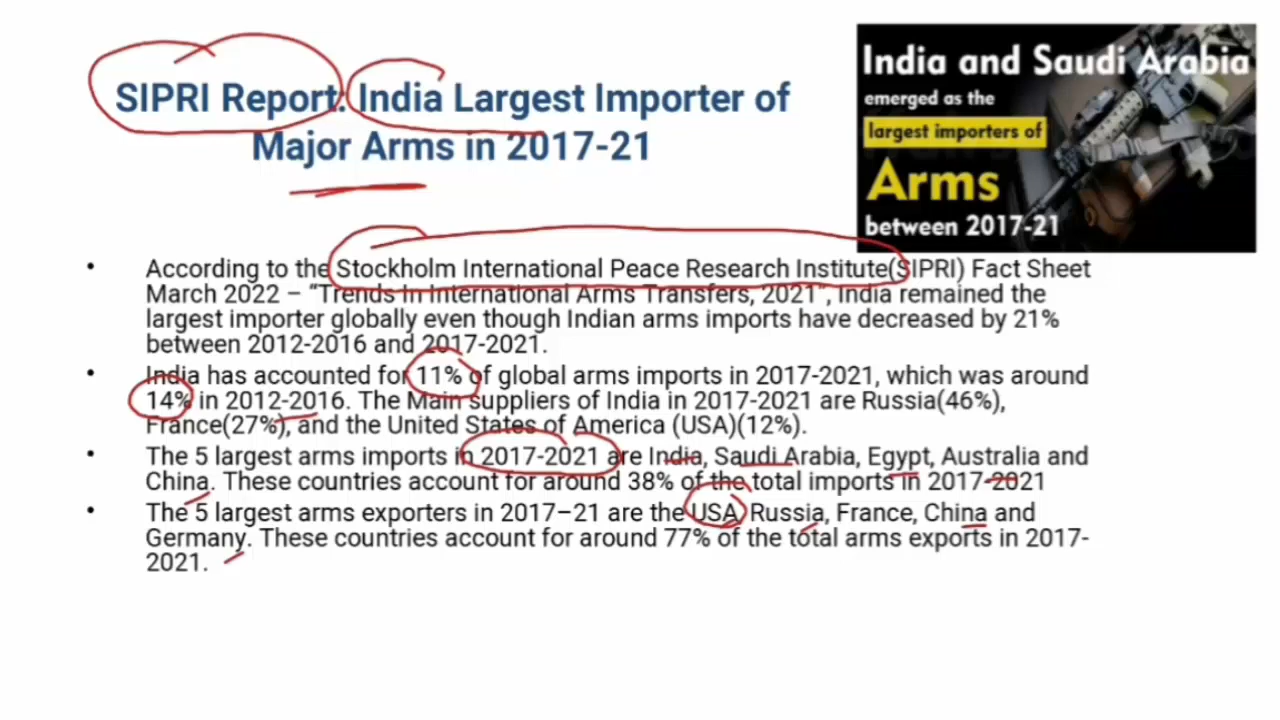 SIPRI Report: India Largest Importer of
Major Arms in 2017-21
India and Saudi Arabia
emerged as the
largest importers of
Arms
between 2017-21
• According to the Stockholm International Peace Research Institute(SIPRI) Fact Sheet
March 2022 – “Trends In International Arms Transfers, 2021”, India remained the
largest importer globally even though Indian arms imports have decreased by 21%
between 2012-2016 and 2017-2021.
• India has accounted for 11% of global arms imports in 2017-2021, which was around
14% in 2012-2016. The Main suppliers of India in 2017-2021 are Russia(46%),
France(27%), and the United States of America (USA)(12%).
• The 5 largest arms imports in 2017-2021 are India, Saudi Arabia, Egypt, Australia and
China. These countries account for around 38% of the total imports in 2017-2021
• The 5 largest arms exporters in 2017–21 are the USA, Russia, France, China and
Germany. These countries account for around 77% of the total arms exports in 2017-
2021.